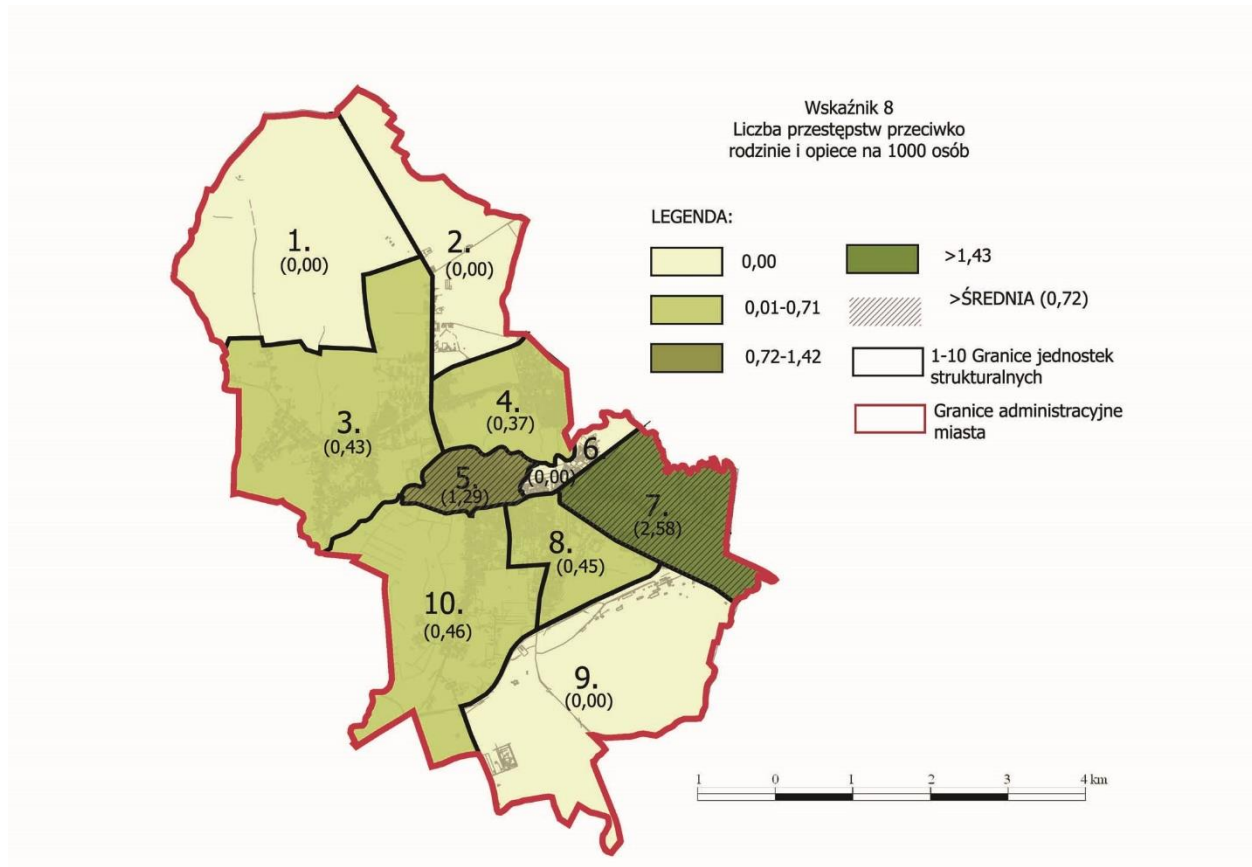 Wskaźnik 8
Liczba przestępstw przeciwko
rodzinie i opiece na 1000 osób
LEGENDA:
0,00
0,01-0,71
0,72-1,42
>1,43
>ŚREDNIA (0,72)
1-10 Granice jednostek
strukturalnych
Granice administracyjne
miasta
1.
(0,00)
2.
(0,00)
3.
(0,43)
4.
(0,37)
5.
(1,29)
6
(0,00)
7.
(2,58)
8.
(0,45)
10.
(0,46)
9.
(0,00)
1 0 1 2 3 4 km